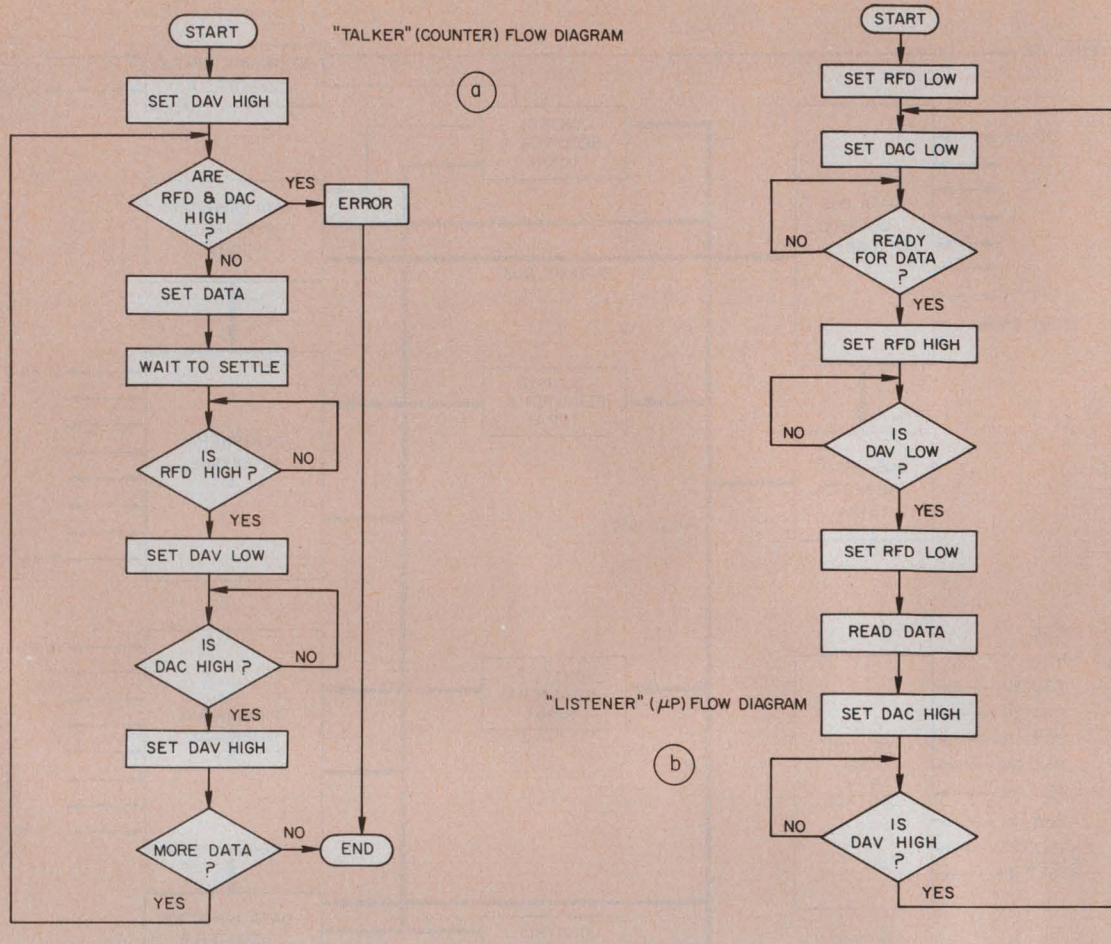 "TALKER" (COUNTER) FLOW DIAGRAM
a
START
SET DAV HIGH
ARE
RFD & DAC
HIGH
?
YES
ERROR
NO
SET DATA
WAIT TO SETTLE
IS
RFD HIGH ?
NO
YES
SET DAV LOW
IS
DAC HIGH ?
NO
YES
SET DAV HIGH
MORE DATA
?
NO
END
YES
"LISTENER" (μP) FLOW DIAGRAM
b
START
SET RFD LOW
SET DAC LOW
READY
FOR DATA
?
NO
YES
SET RFD HIGH
IS
DAV LOW
?
NO
YES
SET RFD LOW
READ DATA
SET DAC HIGH
IS
DAV HIGH
?
NO
YES